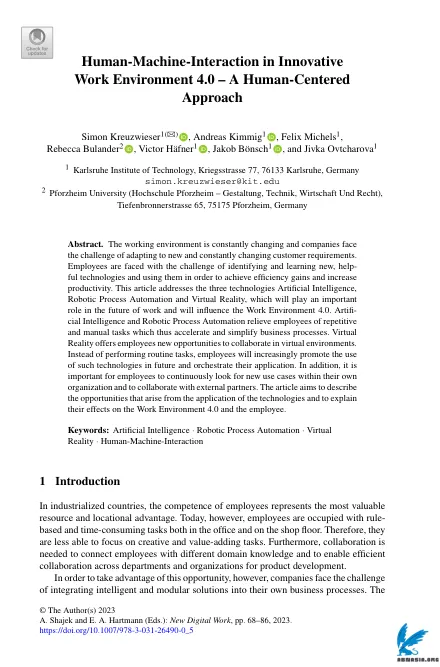 Check for
updates
Human-Machine-Interaction in Innovative
Work Environment 4.0 – A Human-Centered
Approach
Simon Kreuzwieser1(✉), Andreas Kimmig1, Felix Michels1,
Rebecca Bulander2, Victor Häfner1, Jakob Bönsch1, and Jivka Ovtcharova1
1 Karlsruhe Institute of Technology, Kriegsstrasse 77, 76133 Karlsruhe, Germany
simon.kreuzwieser@kit.edu
2 Pforzheim University (Hochschule Pforzheim – Gestaltung, Technik, Wirtschaft Und Recht),
Tiefenbronnerstrasse 65, 75175 Pforzheim, Germany
Abstract. The working environment is constantly changing and companies face
the challenge of adapting to new and constantly changing customer requirements.
Employees are faced with the challenge of identifying and learning new, help-
ful technologies and using them in order to achieve efficiency gains and increase
productivity. This article addresses the three technologies Artificial Intelligence,
Robotic Process Automation and Virtual Reality, which will play an important
role in the future of work and will influence the Work Environment 4.0. Artifi-
cial Intelligence and Robotic Process Automation relieve employees of repetitive
and manual tasks which thus accelerate and simplify business processes. Virtual
Reality offers employees new opportunities to collaborate in virtual environments.
Instead of performing routine tasks, employees will increasingly promote the use
of such technologies in future and orchestrate their application. In addition, it is
important for employees to continuously look for new use cases within their own
organization and to collaborate with external partners. The article aims to describe
the opportunities that arise from the application of the technologies and to explain
their effects on the Work Environment 4.0 and the employee.
Keywords: Artificial Intelligence · Robotic Process Automation · Virtual
Reality · Human-Machine-Interaction
1 Introduction
In industrialized countries, the competence of employees represents the most valuable
resource and locational advantage. Today, however, employees are occupied with rule-
based and time-consuming tasks both in the office and on the shop floor. Therefore, they
are less able to focus on creative and value-adding tasks. Furthermore, collaboration is
needed to connect employees with different domain knowledge and to enable efficient
collaboration across departments and organizations for product development.
In order to take advantage of this opportunity, however, companies face the challenge
of integrating intelligent and modular solutions into their own business processes. The
© The Author(s) 2023
A. Shajek and E. A. Hartmann (Eds.): New Digital Work, pp. 68–86, 2023.
https://doi.org/10.1007/978-3-031-26490-0_5